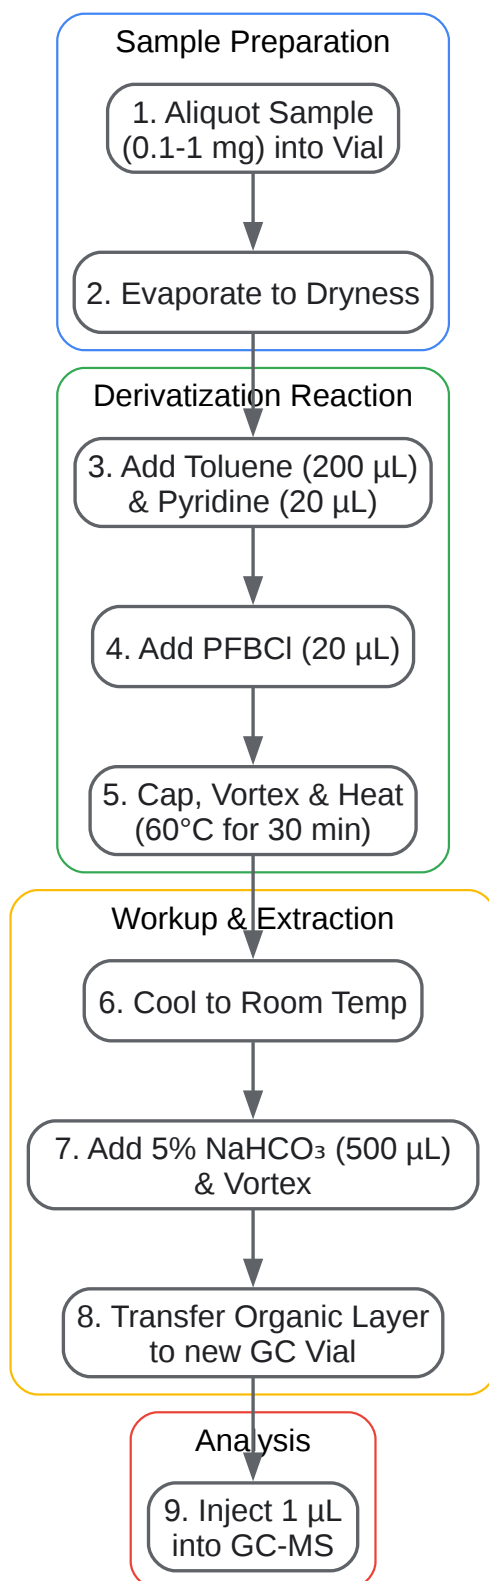 Sample Preparation
1. Aliquot Sample
(0.1-1 mg) into Vial
2. Evaporate to Dryness
Derivatization Reaction
3. Add Toluene (200 µL)
& Pyridine (20 µL)
4. Add PFBCl (20 µL)
5. Cap, Vortex & Heat
(60°C for 30 min)
Workup & Extraction
6. Cool to Room Temp
7. Add 5% NaHCO₃ (500 µL)
& Vortex
8. Transfer Organic Layer
to new GC Vial
Analysis
9. Inject 1 µL
into GC-MS